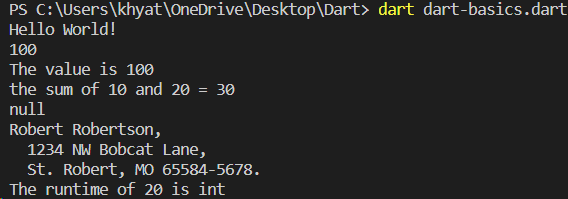 PS C:\Users\khyat\OneDrive\Desktop\Dart> dart dart-basics.dart
Hello World!
100
The value is 100
the sum of 10 and 20 = 30
null
Robert Robertson,
  1234 NW Bobcat Lane,
  St. Robert, MO 65584-5678.
The runtime of 20 is int